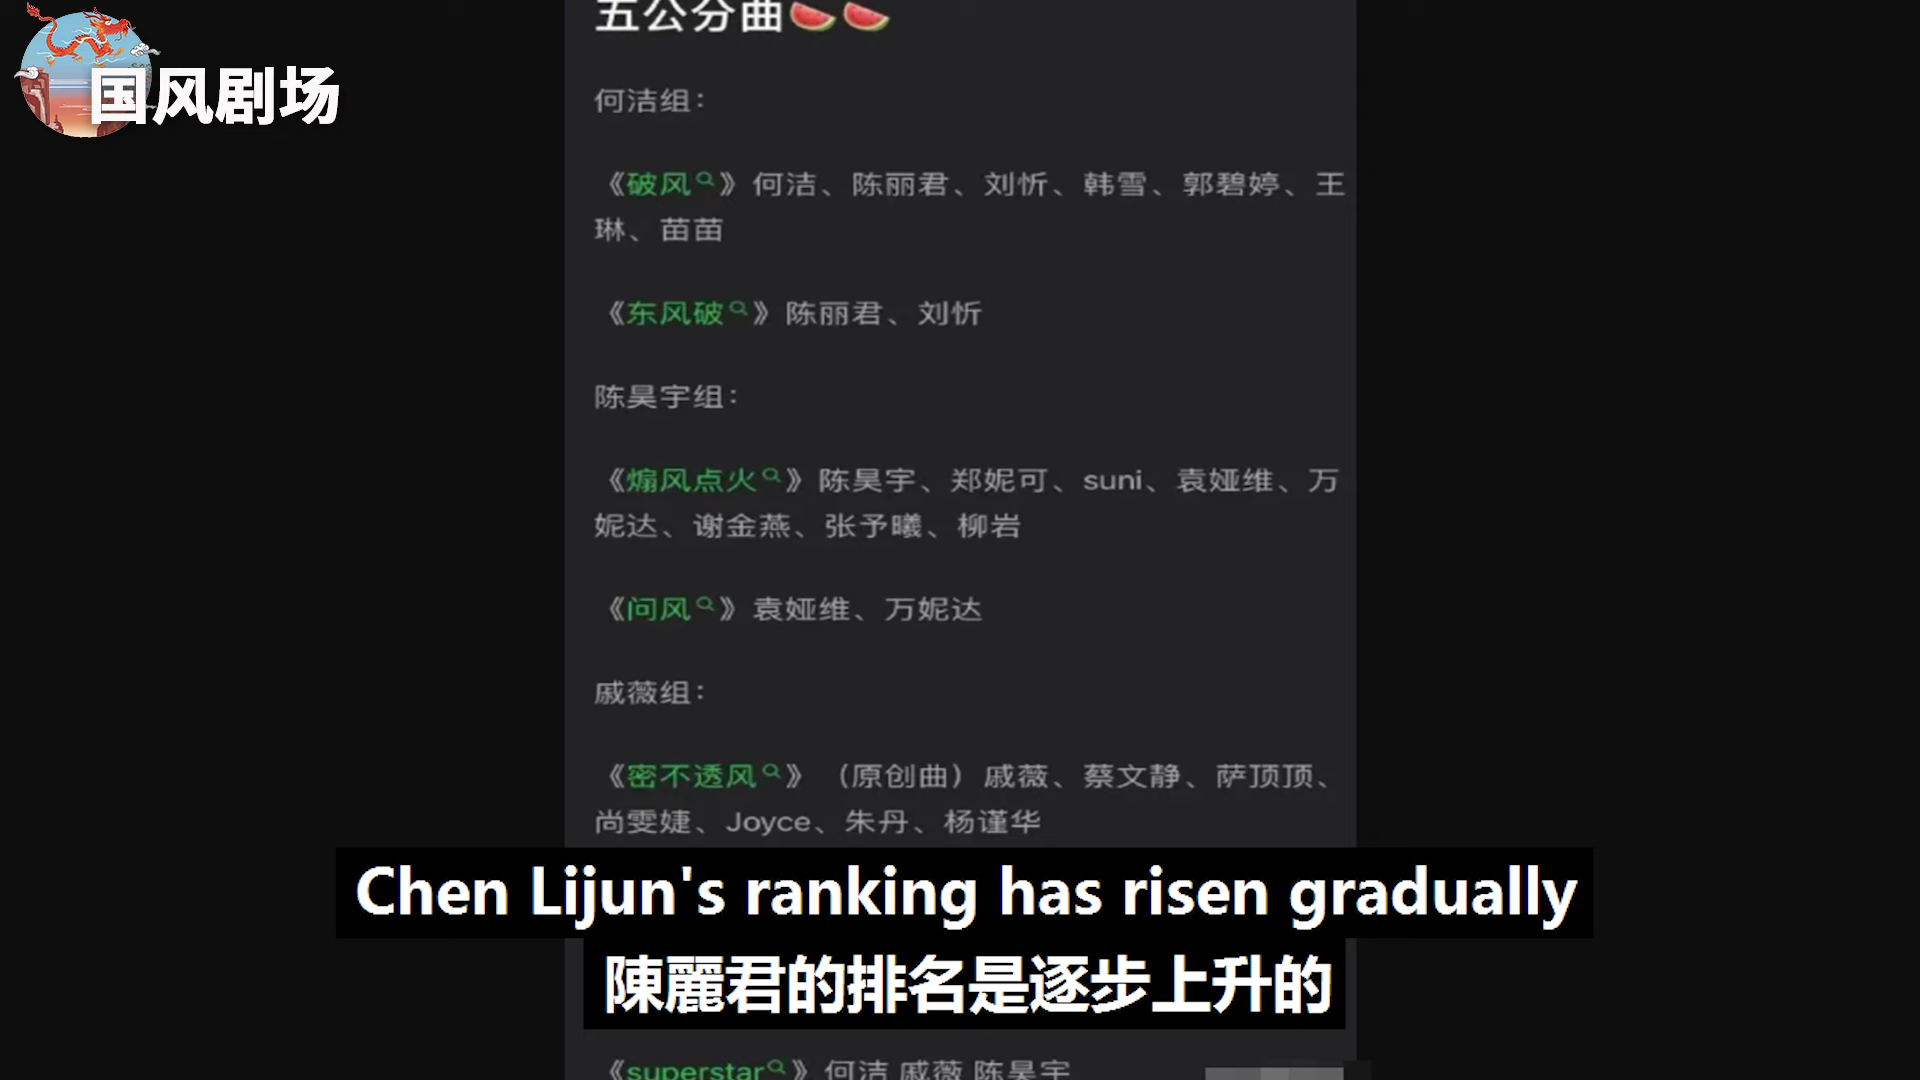 五公分曲
国风剧场
何洁组：
《破风》何洁、陈丽君、刘忻、韩雪、郭碧婷、王
琳、苗苗
《东风破》陈丽君、刘忻
陈昊宇组：
《煽风点火》陈昊宇、郑妮可、suni、袁娅维、万
妮达、谢金燕、张予曦、柳岩
《问风》袁娅维、万妮达
戚薇组：
《密不透风》（原创曲）戚薇、蔡文静、萨顶顶、
尚雯婕、Joyce、朱丹、杨谨华
Chen Lijun's ranking has risen gradually
陳麗君的排名是逐步上升的
《superstar》何洁 戚薇 陈昊宇